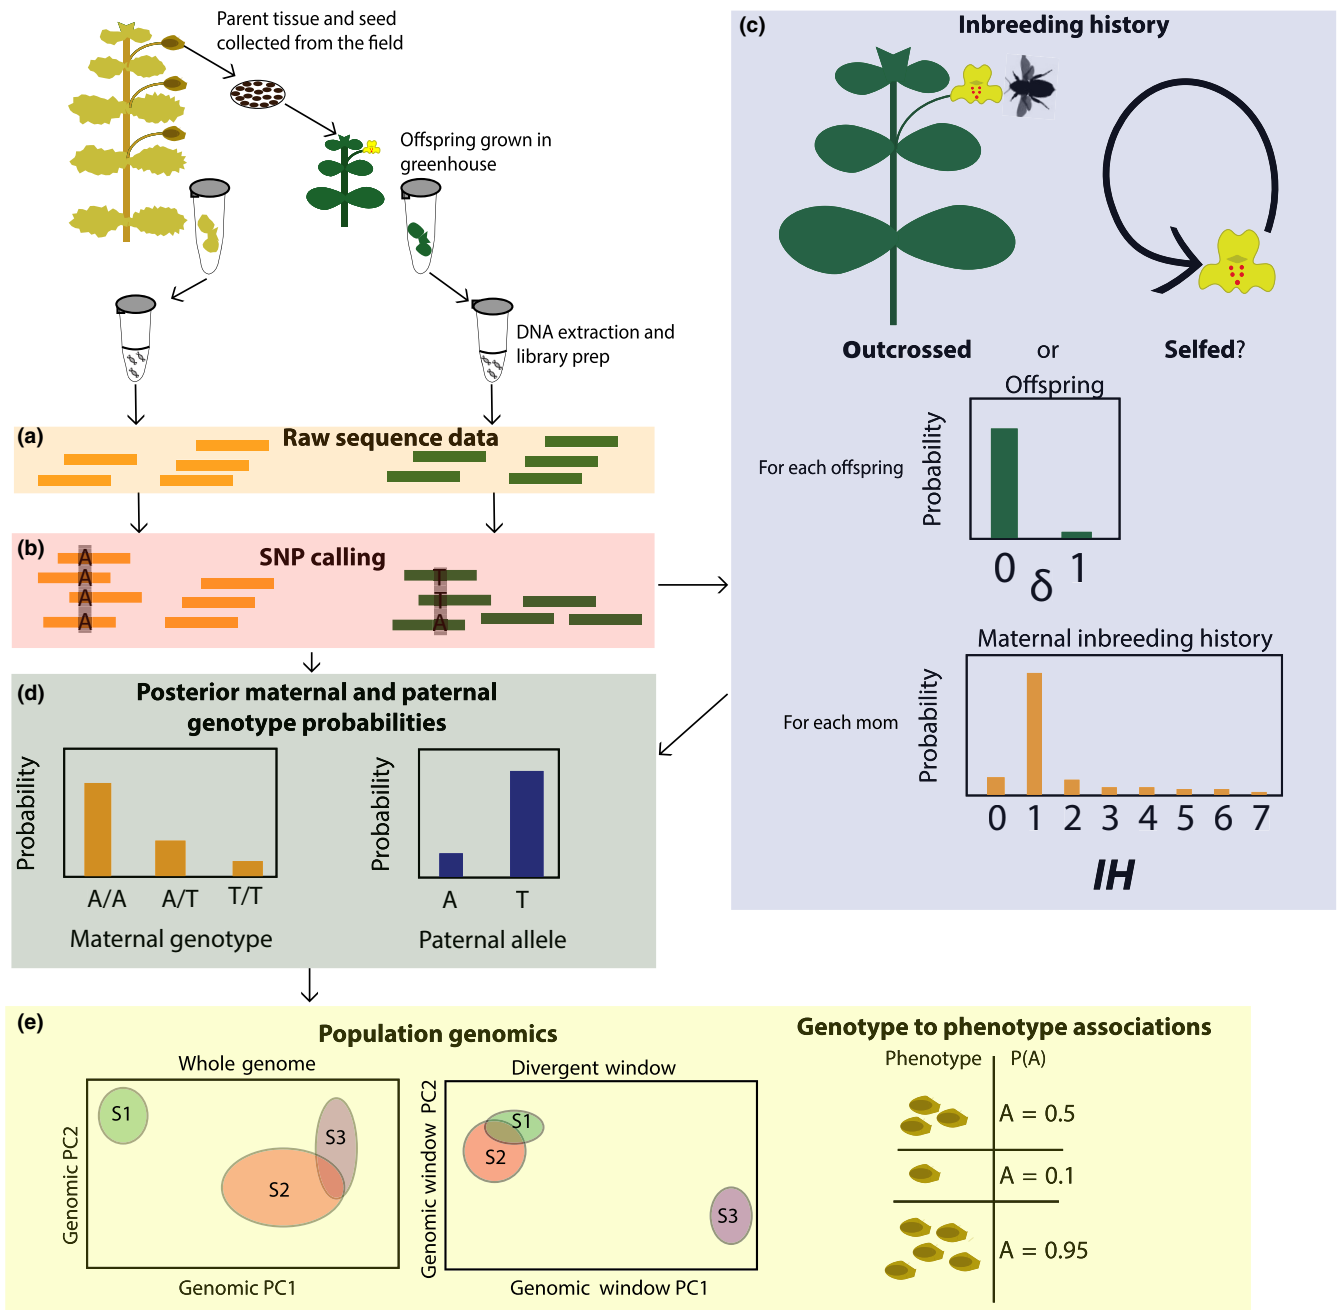 Parent tissue and seed
collected from the field
Offspring grown in
greenhouse
DNA extraction and
library prep
(a)
Raw sequence data
(b)
SNP calling
A
A
A
A
T
T
A
(c)
Inbreeding history
Outcrossed or Selfed?
Offspring
For each offspring
Probability
0 1
δ
Maternal inbreeding history
For each mom
Probability
0 1 2 3 4 5 6 7
IH
(d)
Posterior maternal and paternal
genotype probabilities
Probability
A/A A/T T/T
Maternal genotype
Probability
A T
Paternal allele
(e)
Population genomics
Whole genome
Genomic PC2
S1
S2
S3
Genomic PC1
Divergent window
Genomic window PC2
S1
S2
S3
Genomic window PC1
Genotype to phenotype associations
Phenotype P(A)
A = 0.5
A = 0.1
A = 0.95